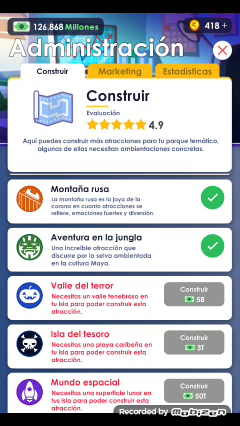 126.868 Millones
418 +
Administración
Construir
Marketing
Estadísticas
Construir
Evaluación
4.9
Aquí puedes construir más atracciones para tu parque temático,
algunas de ellas necesitan ambientaciones concretas.
Montaña rusa
La montaña rusa es la joya de la
corona en cuanto atracciones se
refiere, emociones fuertes y diversión.
Aventura en la jungla
Una increíble atracción que
discurre por la selva ambientada
en la cultura Maya.
Valle del terror
Necesitas un valle tenebroso en
tu isla para poder construir esta
atracción.
Construir
5B
Isla del tesoro
Necesitas una playa caribeña en
tu isla para poder construir esta
atracción.
Construir
3T
Mundo espacial
Necesitas una superficie lunar en
tu isla para poder construir esta
atracción.
Construir
50T
Recorded by mobizen